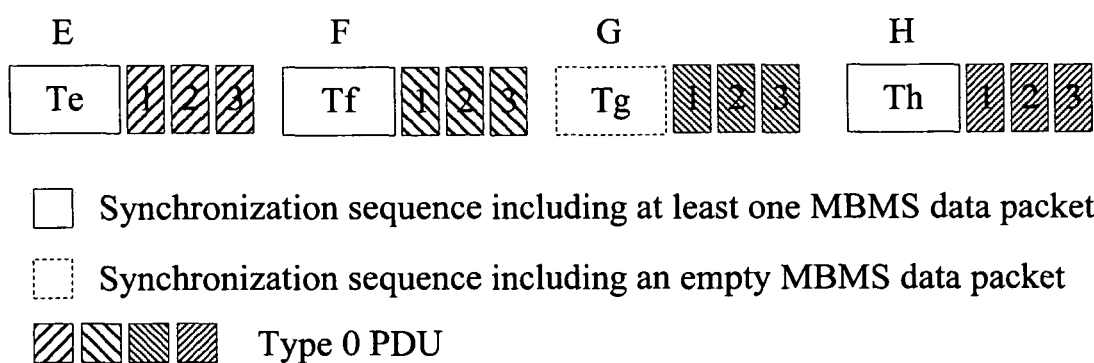 E F G H
Te 1 2 3 Tf 1 2 3 Tg 1 2 3 Th 1 2 3
Synchronization sequence including at least one MBMS data packet
Synchronization sequence including an empty MBMS data packet
Type 0 PDU